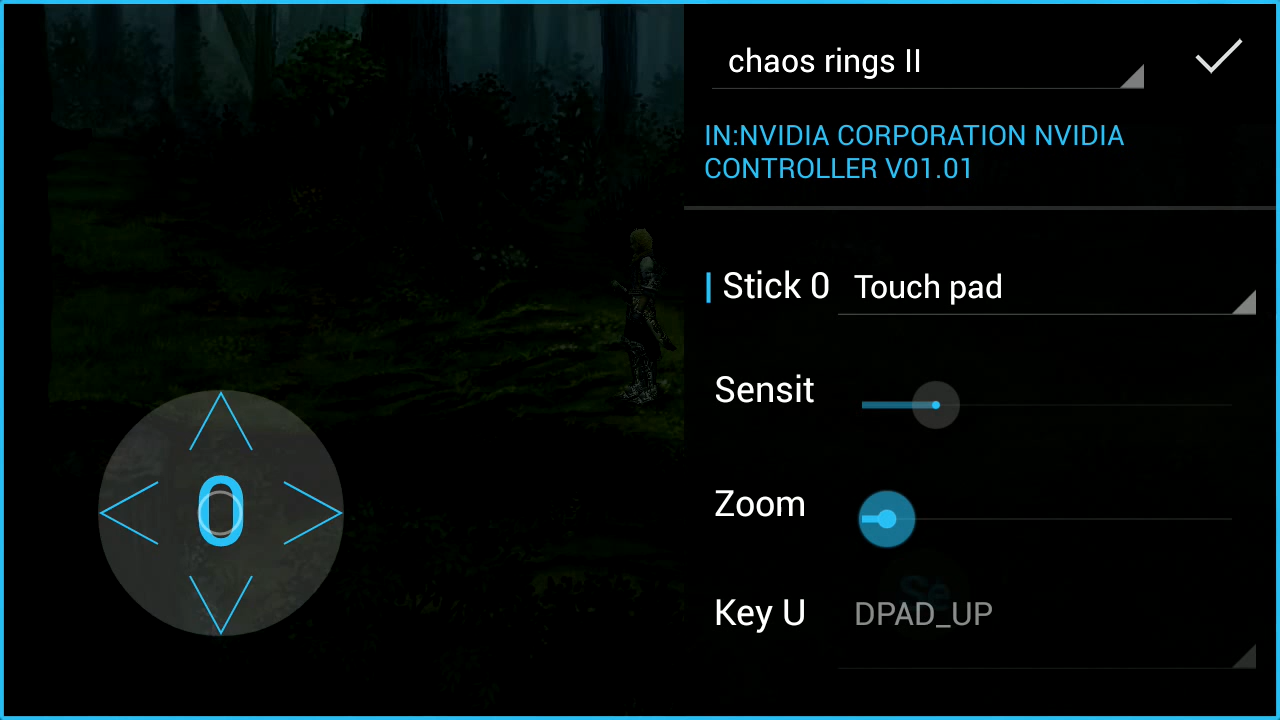 chaos rings II
IN:NVIDIA CORPORATION NVIDIA
CONTROLLER V01.01
Stick 0 Touch pad
Sensit
Zoom
0
Se
Key U DPAD_UP